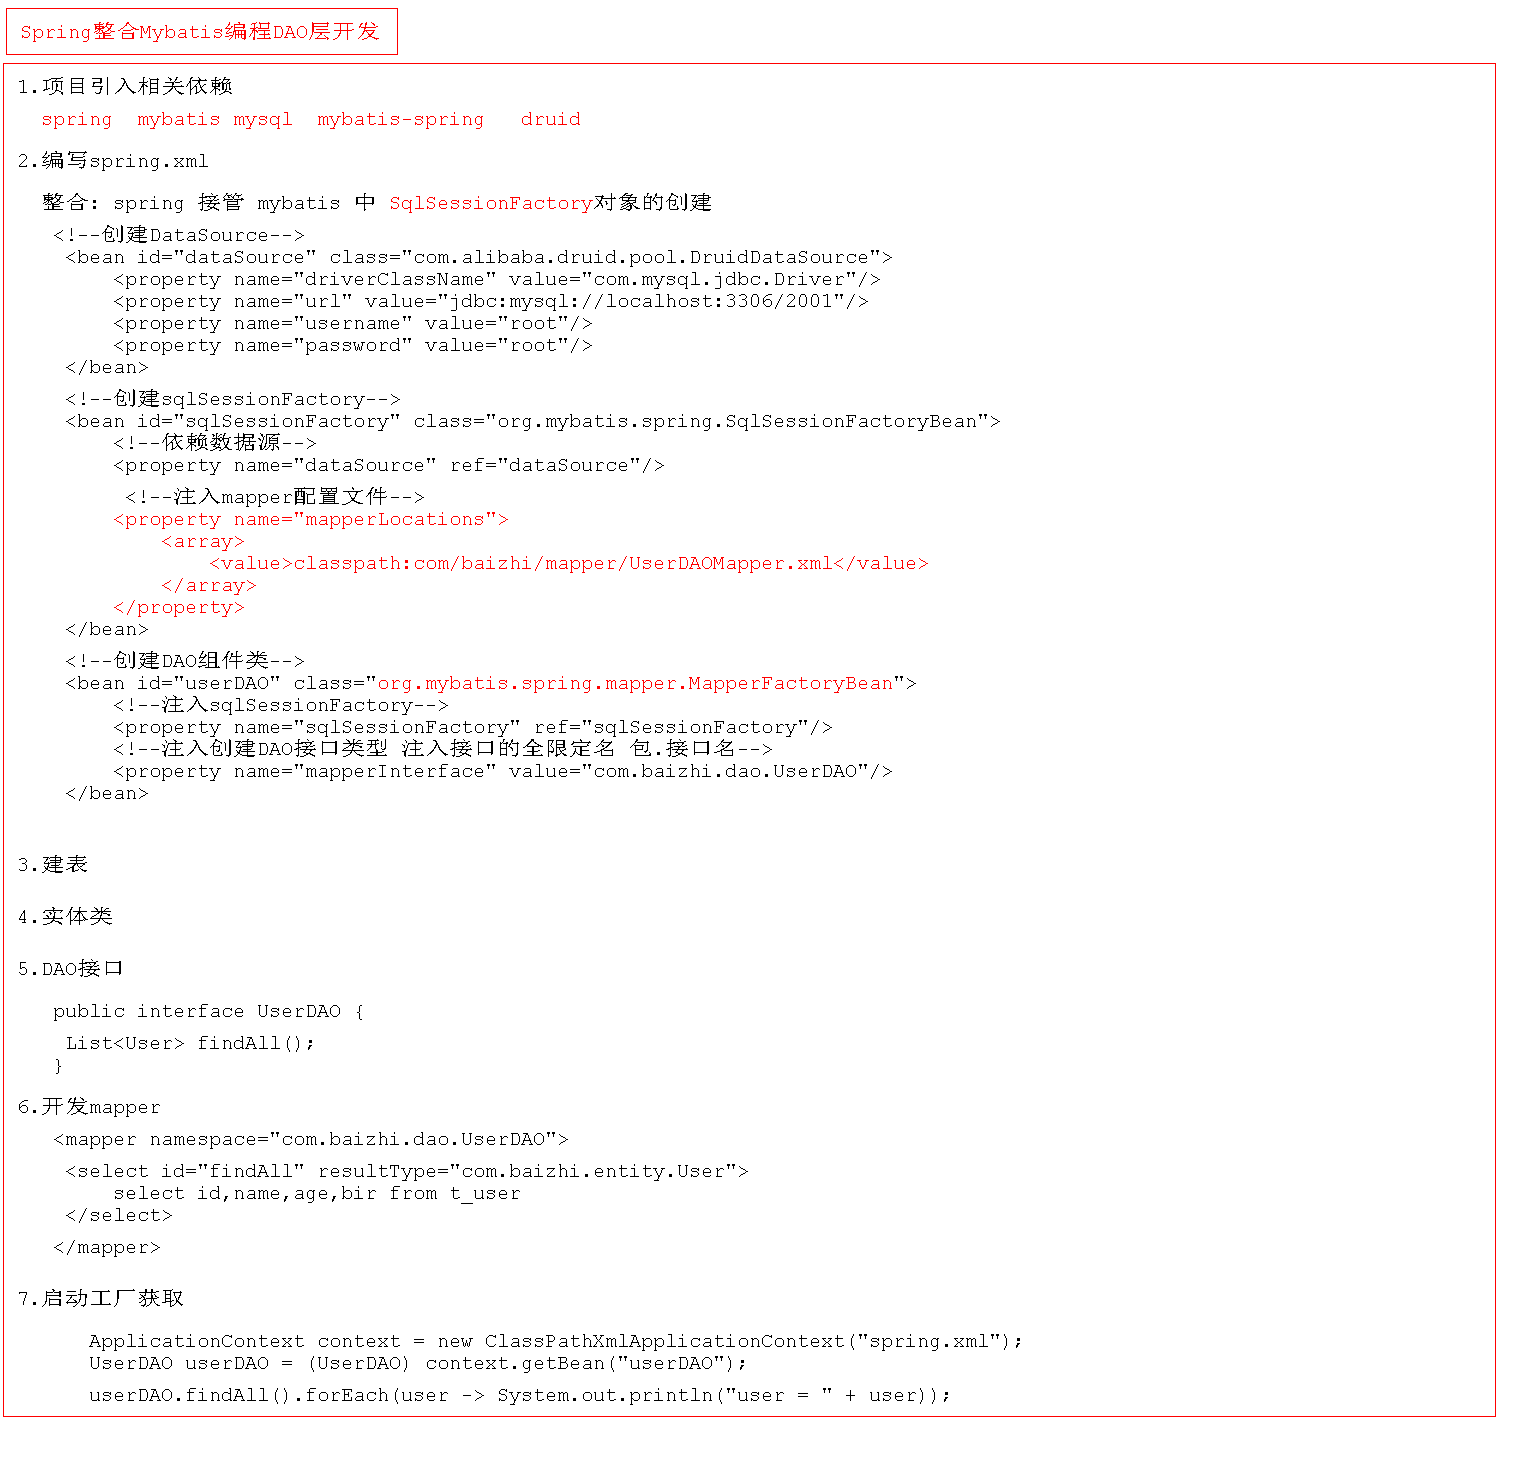 Spring整合Mybatis编程DAO层开发
1.项目引入相关依赖
spring  mybatis mysql  mybatis-spring   druid
2.编写spring.xml
整合: spring 接管 mybatis 中 SqlSessionFactory对象的创建
<!--创建DataSource-->
<bean id="dataSource" class="com.alibaba.druid.pool.DruidDataSource">
<property name="driverClassName" value="com.mysql.jdbc.Driver"/>
<property name="url" value="jdbc:mysql://localhost:3306/2001"/>
<property name="username" value="root"/>
<property name="password" value="root"/>
</bean>
<!--创建sqlSessionFactory-->
<bean id="sqlSessionFactory" class="org.mybatis.spring.SqlSessionFactoryBean">
<!--依赖数据源-->
<property name="dataSource" ref="dataSource"/>
<!--注入mapper配置文件-->
<property name="mapperLocations">
<array>
<value>classpath:com/baizhi/mapper/UserDAOMapper.xml</value>
</array>
</property>
</bean>
<!--创建DAO组件类-->
<bean id="userDAO" class="org.mybatis.spring.mapper.MapperFactoryBean">
<!--注入sqlSessionFactory-->
<property name="sqlSessionFactory" ref="sqlSessionFactory"/>
<!--注入创建DAO接口类型 注入接口的全限定名 包.接口名-->
<property name="mapperInterface" value="com.baizhi.dao.UserDAO"/>
</bean>
3.建表
4.实体类
5.DAO接口
public interface UserDAO {
List<User> findAll();
}
6.开发mapper
<mapper namespace="com.baizhi.dao.UserDAO">
<select id="findAll" resultType="com.baizhi.entity.User">
select id,name,age,bir from t_user
</select>
</mapper>
7.启动工厂获取
ApplicationContext context = new ClassPathXmlApplicationContext("spring.xml");
UserDAO userDAO = (UserDAO) context.getBean("userDAO");
userDAO.findAll().forEach(user -> System.out.println("user = " + user));